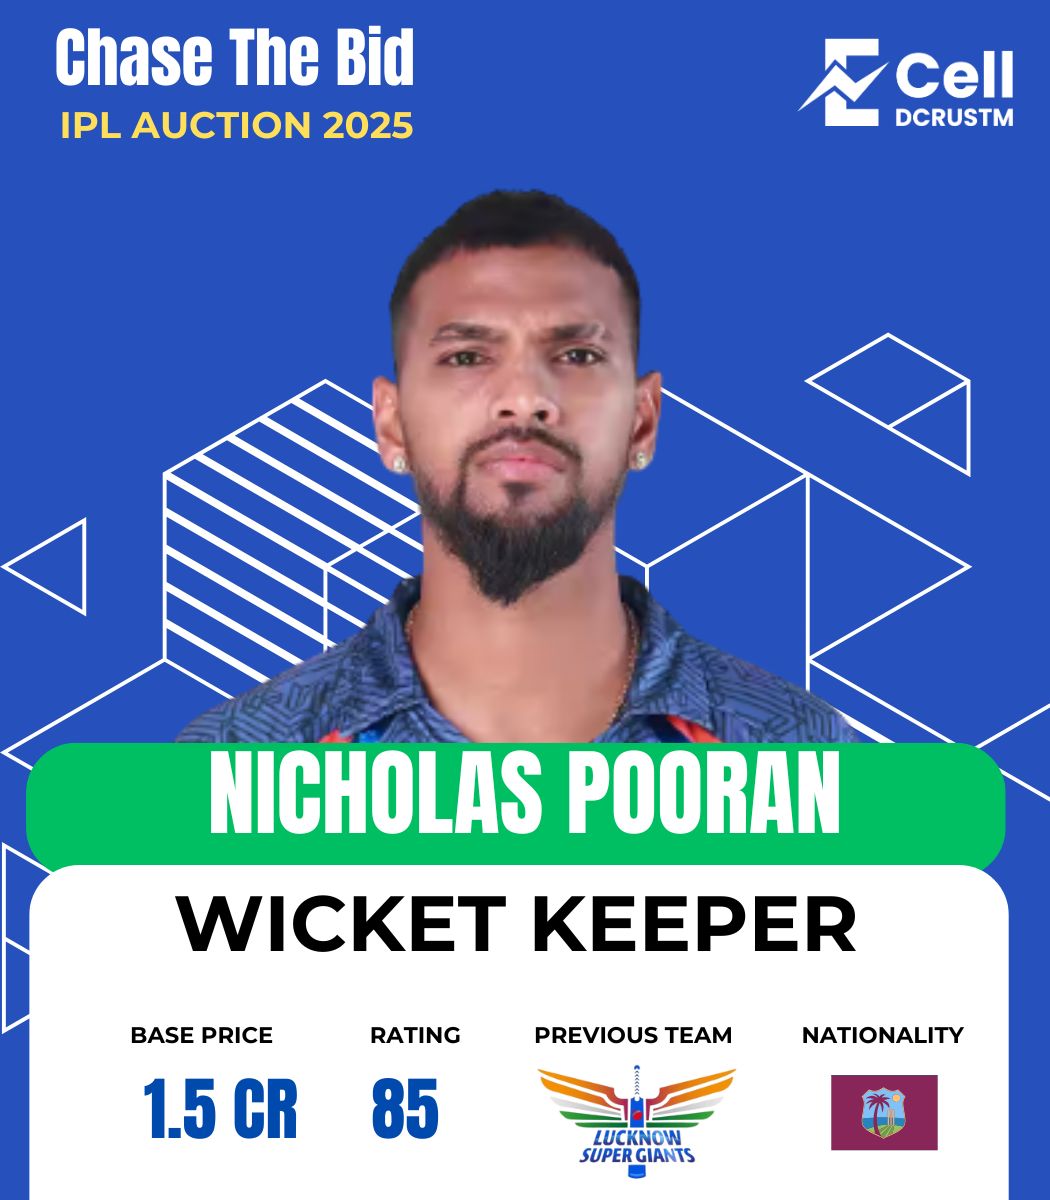 Chase The Bid
IPL AUCTION 2025
Cell
DCRUSTM
NICHOLAS POORAN
WICKET KEEPER
BASE PRICE
1.5 CR
RATING
85
PREVIOUS TEAM
LUCKNOW
SUPER GIANTS
NATIONALITY